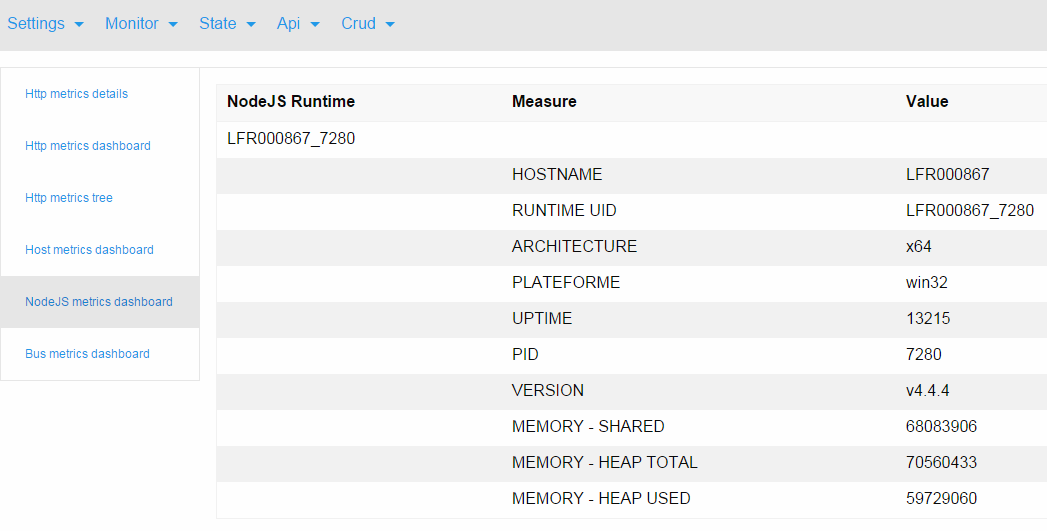 Settings Monitor State Api Crud
Http metrics details
Http metrics dashboard
Http metrics tree
Host metrics dashboard
NodeJS metrics dashboard
Bus metrics dashboard
NodeJS Runtime Measure Value
LFR000867_7280
HOSTNAME LFR000867
RUNTIME UID LFR000867_7280
ARCHITECTURE x64
PLATEFORME win32
UPTIME 13215
PID 7280
VERSION v4.4.4
MEMORY - SHARED 68083906
MEMORY - HEAP TOTAL 70560433
MEMORY - HEAP USED 59729060